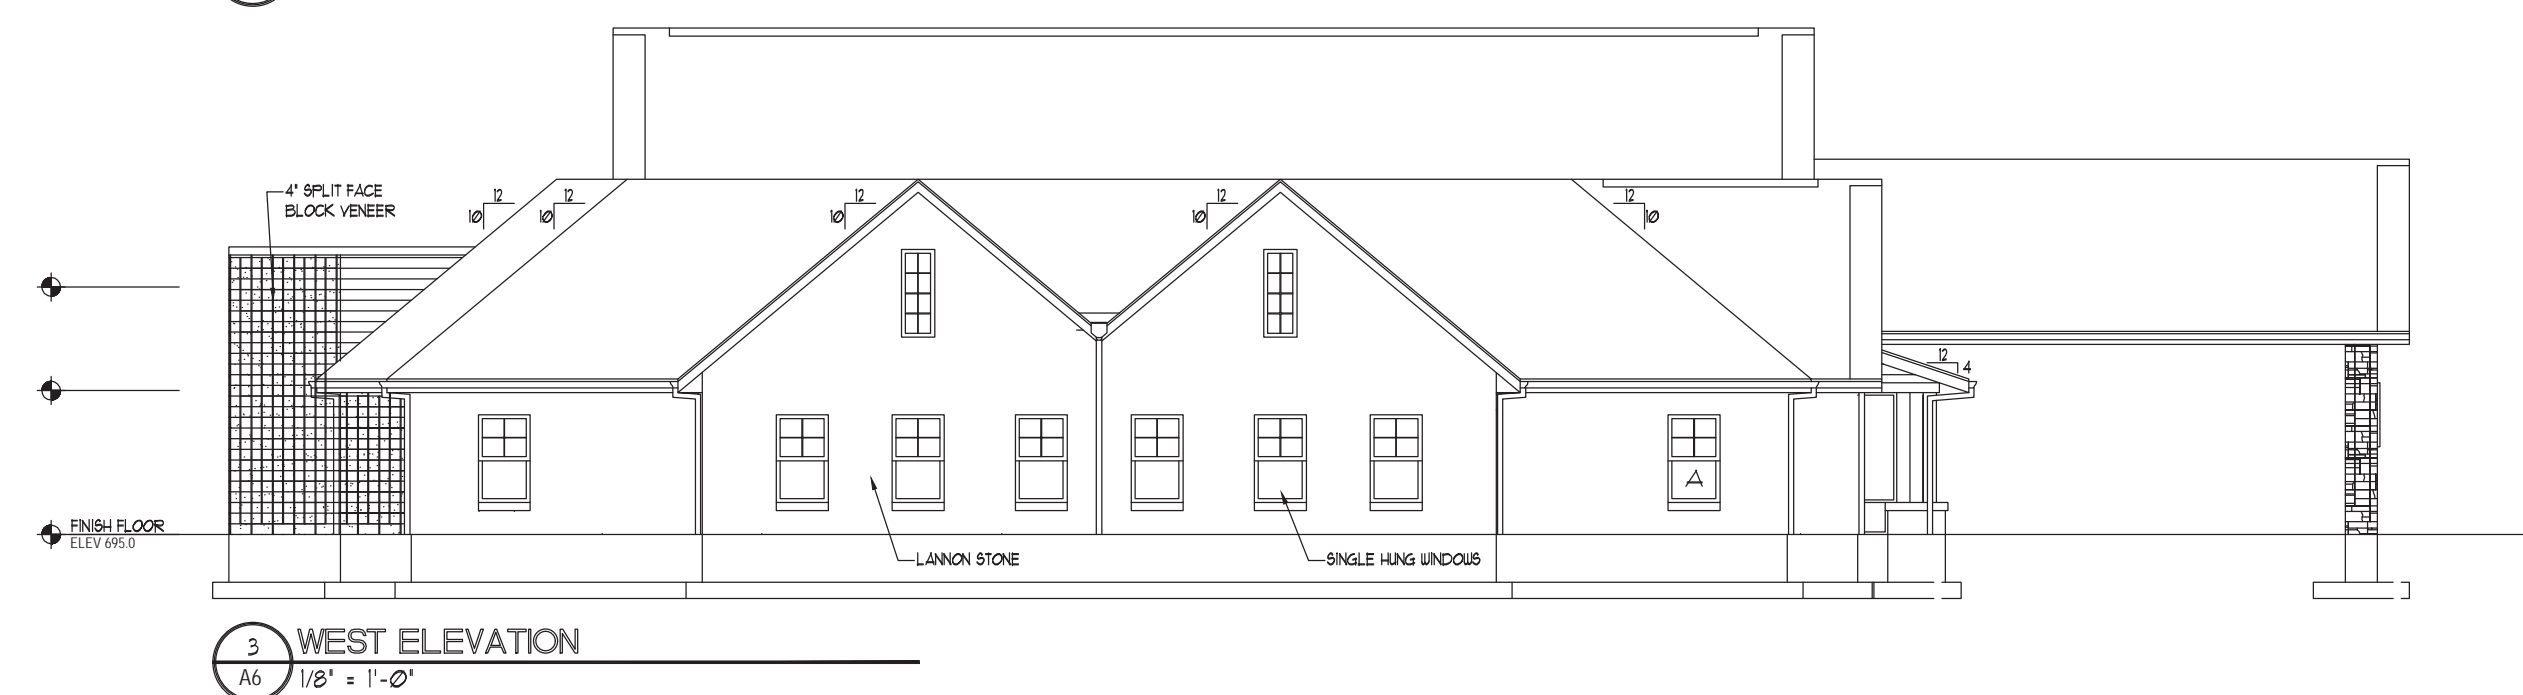 4" SPLIT FACE
BLOCK VENEER
12
10
12
10
12
10
12
10
12
10
12
4
A
FINISH FLOOR
ELEV 695.0
LANNON STONE
SINGLE HUNG WINDOWS
3
WEST ELEVATION
A6
1/8" = 1'-0"